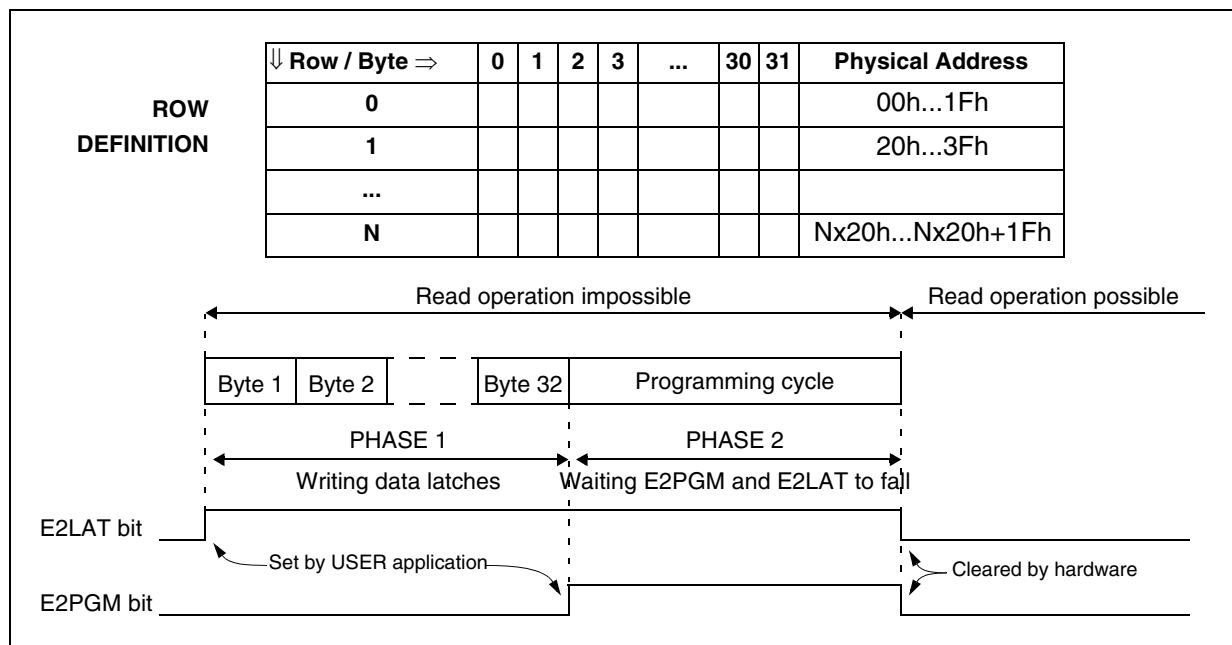 ⇓ Row / Byte ⇒ 0 1 2 3 ... 30 31 Physical Address
ROW
DEFINITION
0 00h...1Fh
1 20h...3Fh
...
N Nx20h...Nx20h+1Fh
Read operation impossible Read operation possible
Byte 1 Byte 2 Byte 32 Programming cycle
PHASE 1 PHASE 2
Writing data latches Waiting E2PGM and E2LAT to fall
E2LAT bit
Set by USER application Cleared by hardware
E2PGM bit